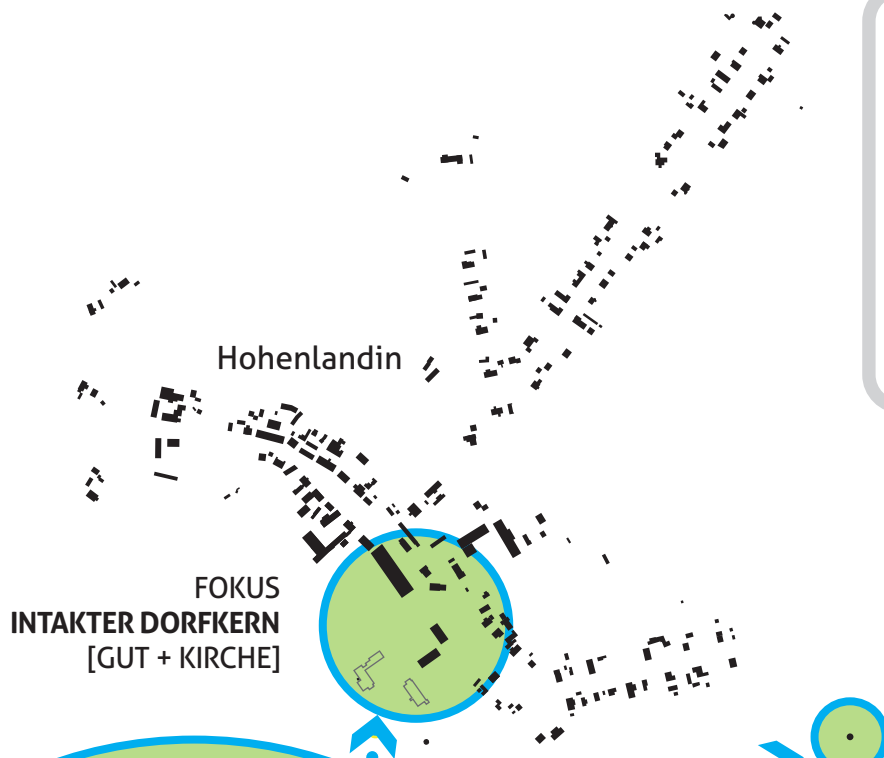 Hohenlandin
FOKUS
INTAKTER DORFKERN
[GUT + KIRCHE]